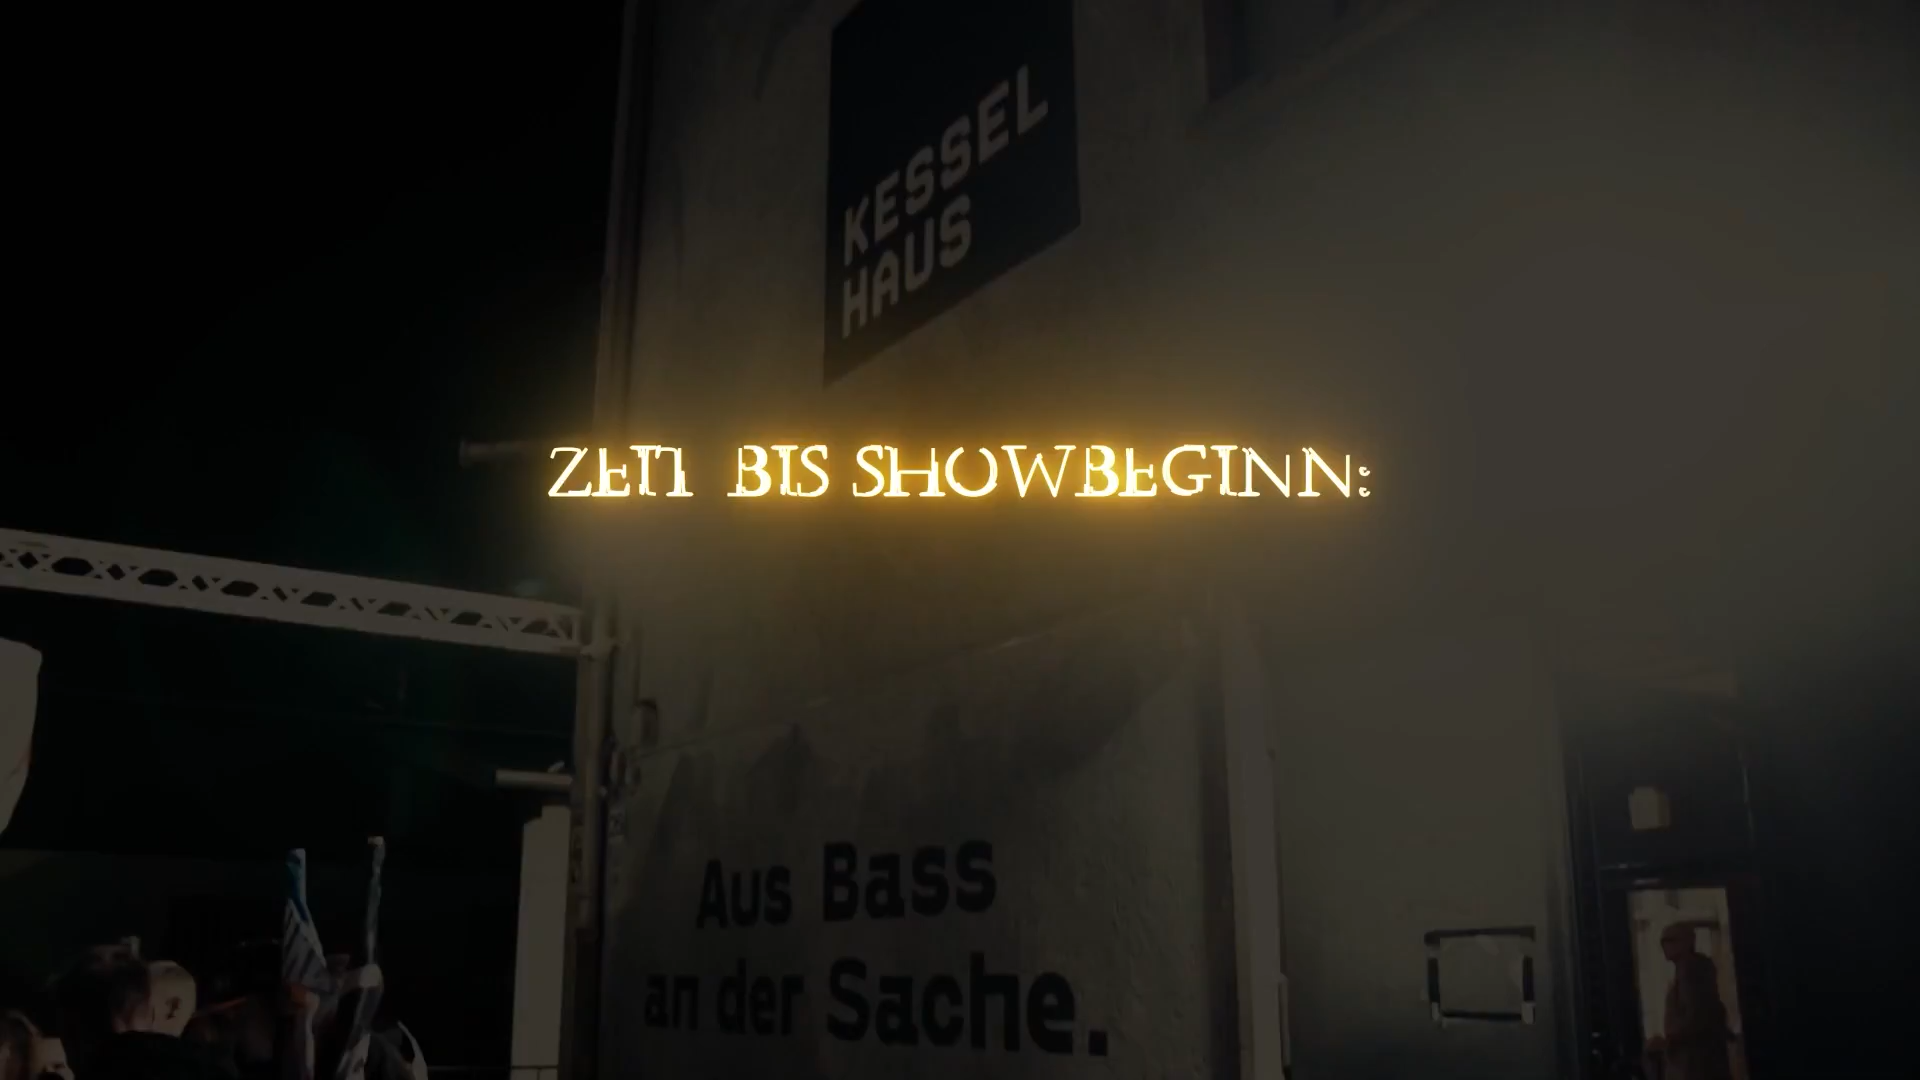 KESSEL
HAUS
ZEIT BIS SHOWBEGINN:
Aus Bass
an der Sache.